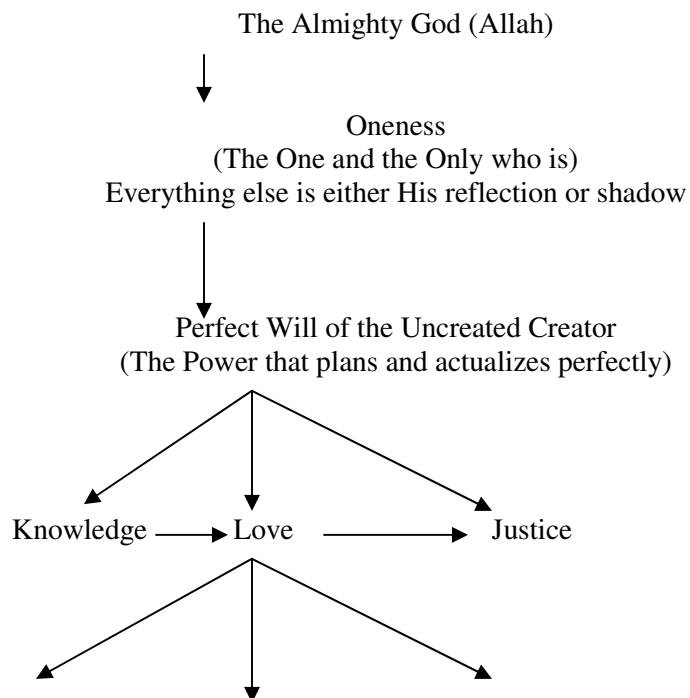 The Almighty God (Allah)
Oneness
(The One and the Only who is)
Everything else is either His reflection or shadow
Perfect Will of the Uncreated Creator
(The Power that plans and actualizes perfectly)
Knowledge Love Justice